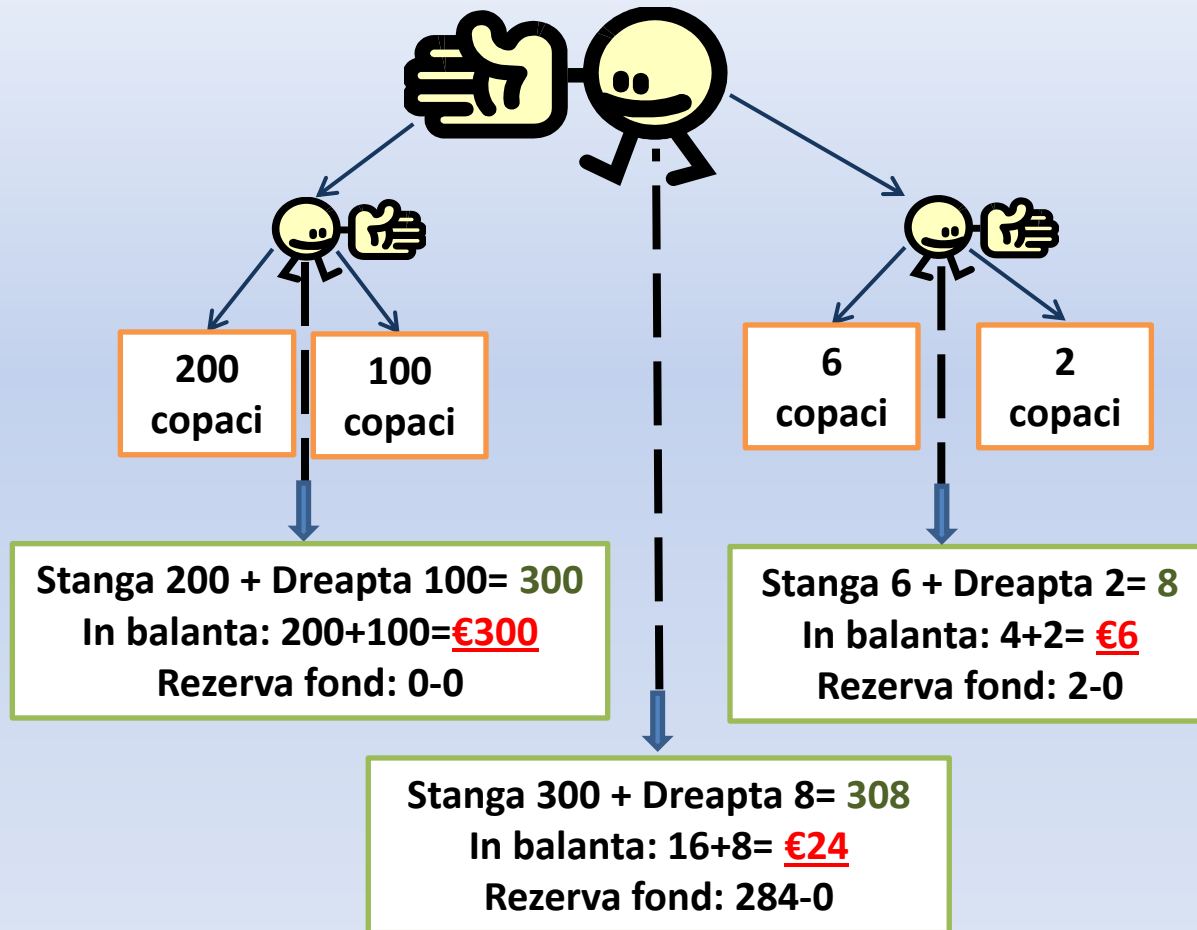 200
copaci
100
copaci
6
copaci
2
copaci
Stanga 200 + Dreapta 100= 300
In balanta: 200+100=€300
Rezerva fond: 0-0
Stanga 6 + Dreapta 2= 8
In balanta: 4+2= €6
Rezerva fond: 2-0
Stanga 300 + Dreapta 8= 308
In balanta: 16+8= €24
Rezerva fond: 284-0